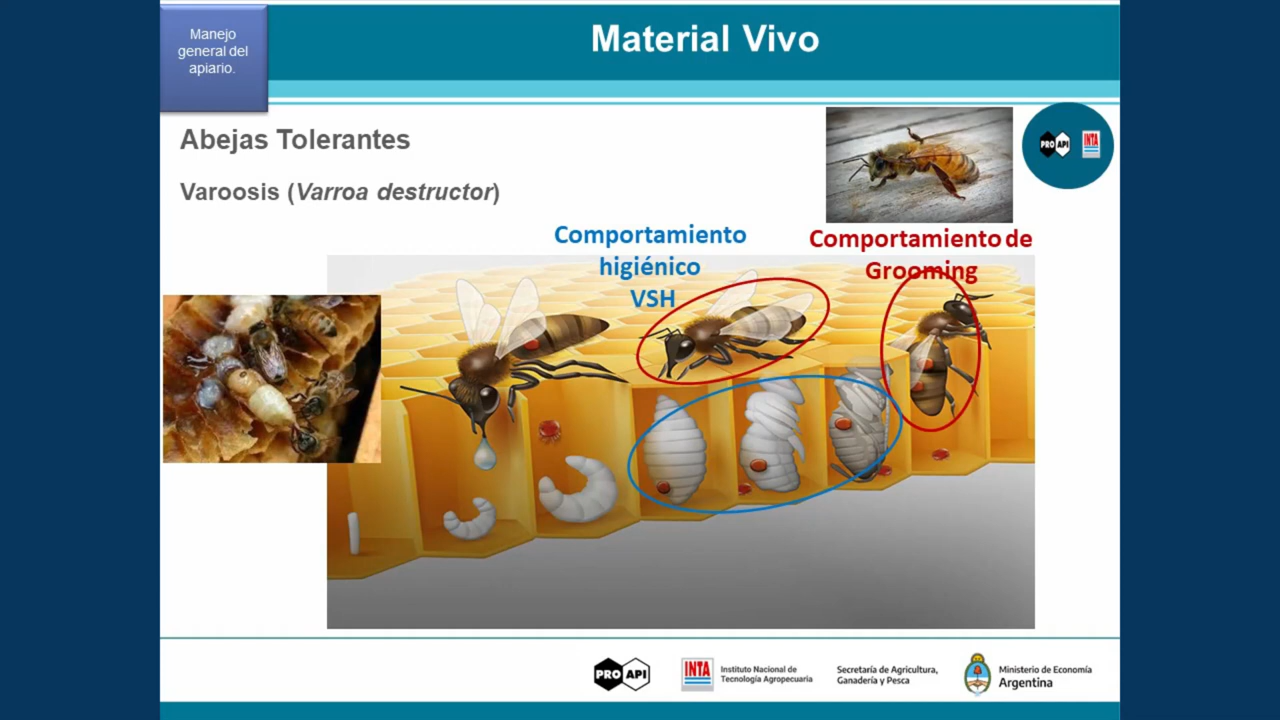 Manejo
general del
apiario.
Material Vivo
Abejas Tolerantes
Varoosis (Varroa destructor)
PRO API
INTA
Comportamiento
higiénico
VSH
Comportamiento de
Grooming
PRO API
INTA
Instituto Nacional de
Tecnología Agropecuaria
Secretaría de Agricultura,
Ganadería y Pesca
Ministerio de Economía
Argentina